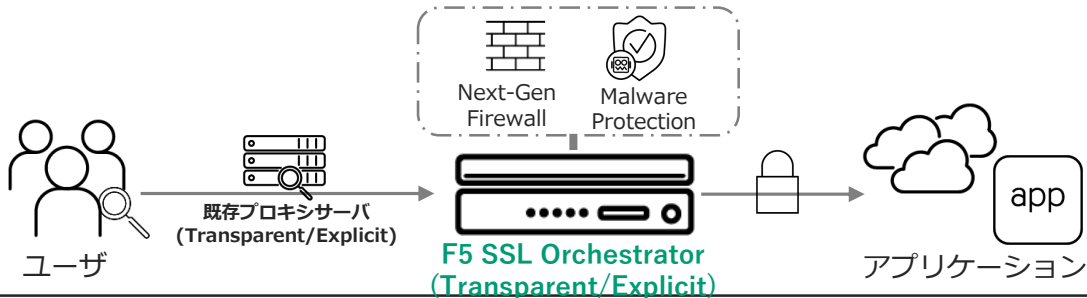 Next-Gen
Firewall
Malware
Protection
既存プロキシサーバ
(Transparent/Explicit)
app
F5 SSL Orchestrator
(Transparent/Explicit)
ユーザ
アプリケーション